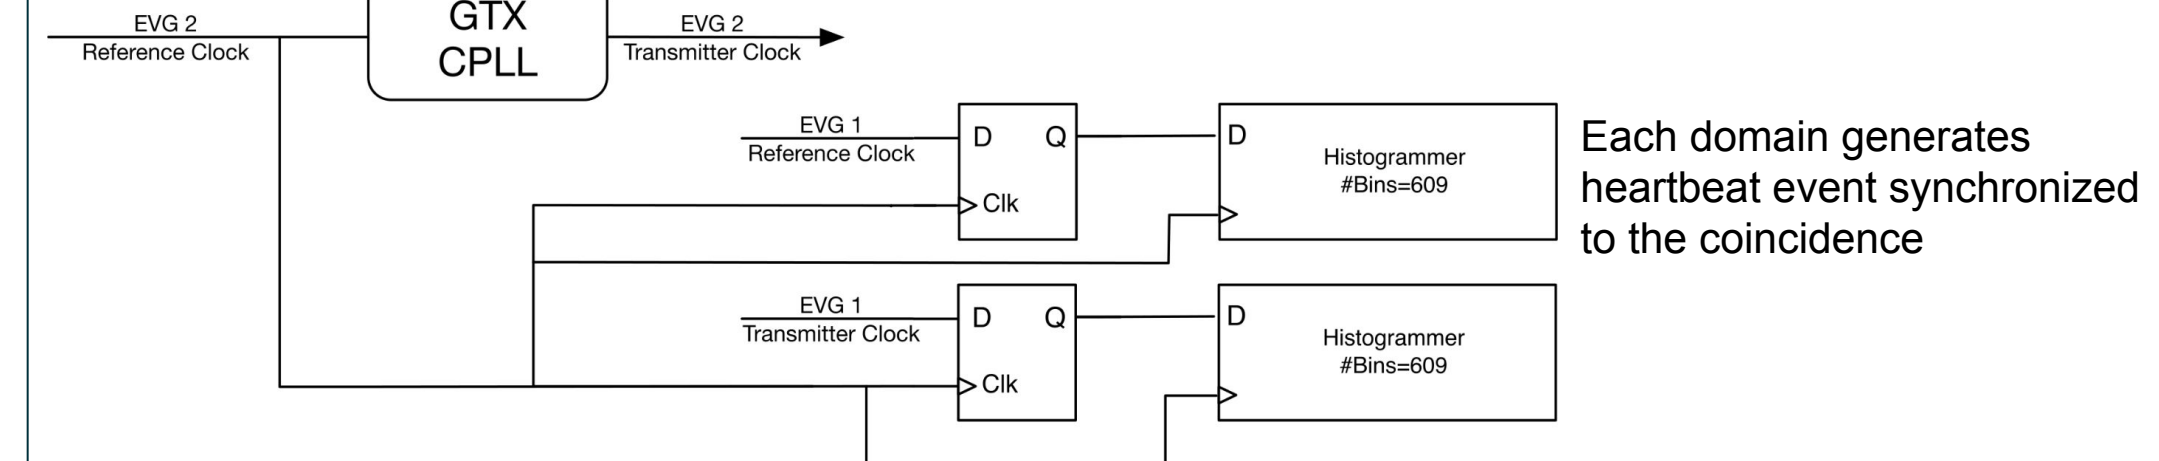 GTX
CPLL
EVG 2
Reference Clock
EVG 2
Transmitter Clock
EVG 1
Reference Clock
D
Q
Clk
D
Histogrammer
#Bins=609
Each domain generates
heartbeat event synchronized
to the coincidence
EVG 1
Transmitter Clock
D
Q
Clk
D
Histogrammer
#Bins=609